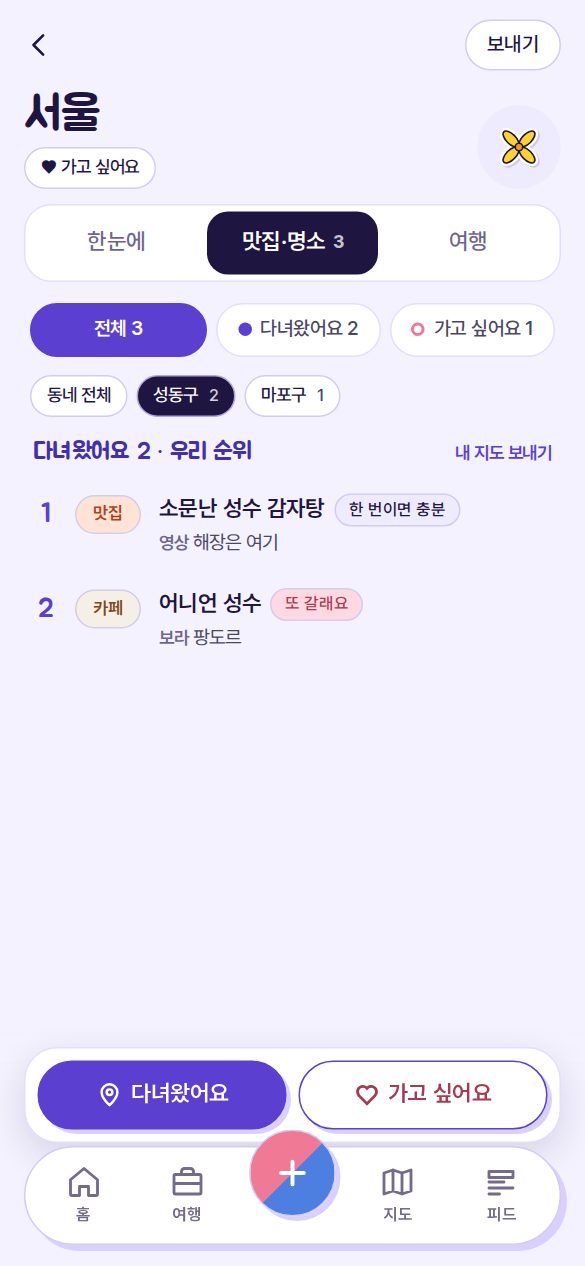 보내기
서울
가고 싶어요
한눈에
맛집·명소 3
여행
전체 3
다녀왔어요 2
가고 싶어요 1
동네 전체
성동구 2
마포구 1
다녀왔어요 2 · 우리 순위
내 지도 보내기
1
맛집
소문난 성수 감자탕
한 번이면 충분
영상 해장은 여기
2
카페
어니언 성수
또 갈래요
보라 팡도르
다녀왔어요
가고 싶어요
홈
여행
지도
피드